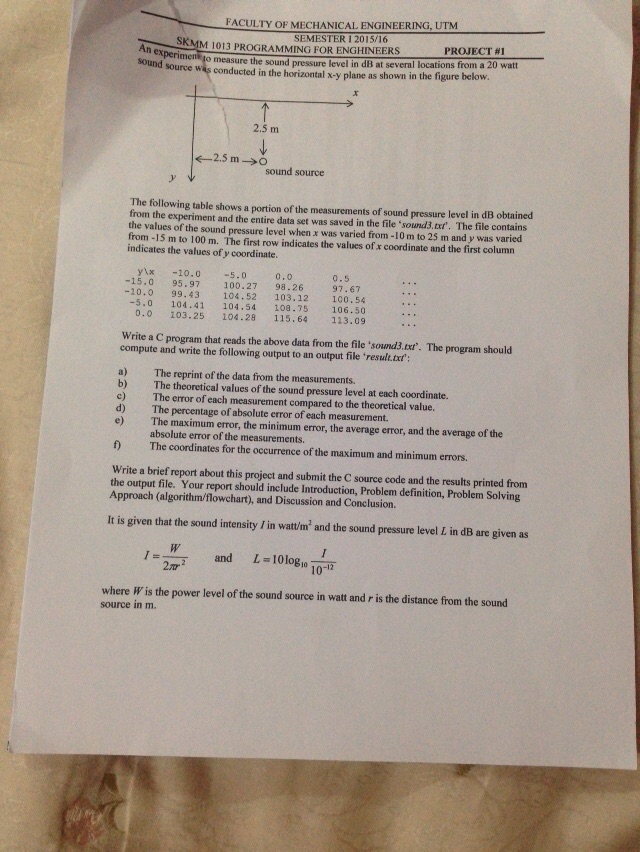 FACULTY OF MECHANICAL ENGINEERING, UTM
SEMESTER I 2015/16
SKMM 1013 PROGRAMMING FOR ENGHINEERS PROJECT #1
An experiment to measure the sound pressure level in dB at several locations from a 20 watt
sound source was conducted in the horizontal x-y plane as shown in the figure below.
x
2.5 m
2.5 m
sound source
y
The following table shows a portion of the measurements of sound pressure level in dB obtained
from the experiment and the entire data set was saved in the file 'sound3.txt'. The file contains
the values of the sound pressure level when x was varied from -10 m to 25 m and y was varied
from -15 m to 100 m. The first row indicates the values of x coordinate and the first column
indicates the values of y coordinate.
y\x -10.0 -5.0 0.0 0.5 ...
-15.0 95.97 100.27 98.26 97.67 ...
-10.0 99.43 104.52 103.12 100.54 ...
-5.0 104.41 104.54 108.75 106.50 ...
0.0 103.25 104.28 115.64 113.09 ...
Write a C program that reads the above data from the file 'sound3.txt'. The program should
compute and write the following output to an output file 'result.txt':
a) The reprint of the data from the measurements.
b) The theoretical values of the sound pressure level at each coordinate.
c) The error of each measurement compared to the theoretical value.
d) The percentage of absolute error of each measurement.
e) The maximum error, the minimum error, the average error, and the average of the
absolute error of the measurements.
f) The coordinates for the occurrence of the maximum and minimum errors.
Write a brief report about this project and submit the C source code and the results printed from
the output file. Your report should include Introduction, Problem definition, Problem Solving
Approach (algorithm/flowchart), and Discussion and Conclusion.
It is given that the sound intensity I in watt/m² and the sound pressure level L in dB are given as
I = W / 2πr² and L = 10 log₁₀ I / 10⁻¹²
where W is the power level of the sound source in watt and r is the distance from the sound
source in m.